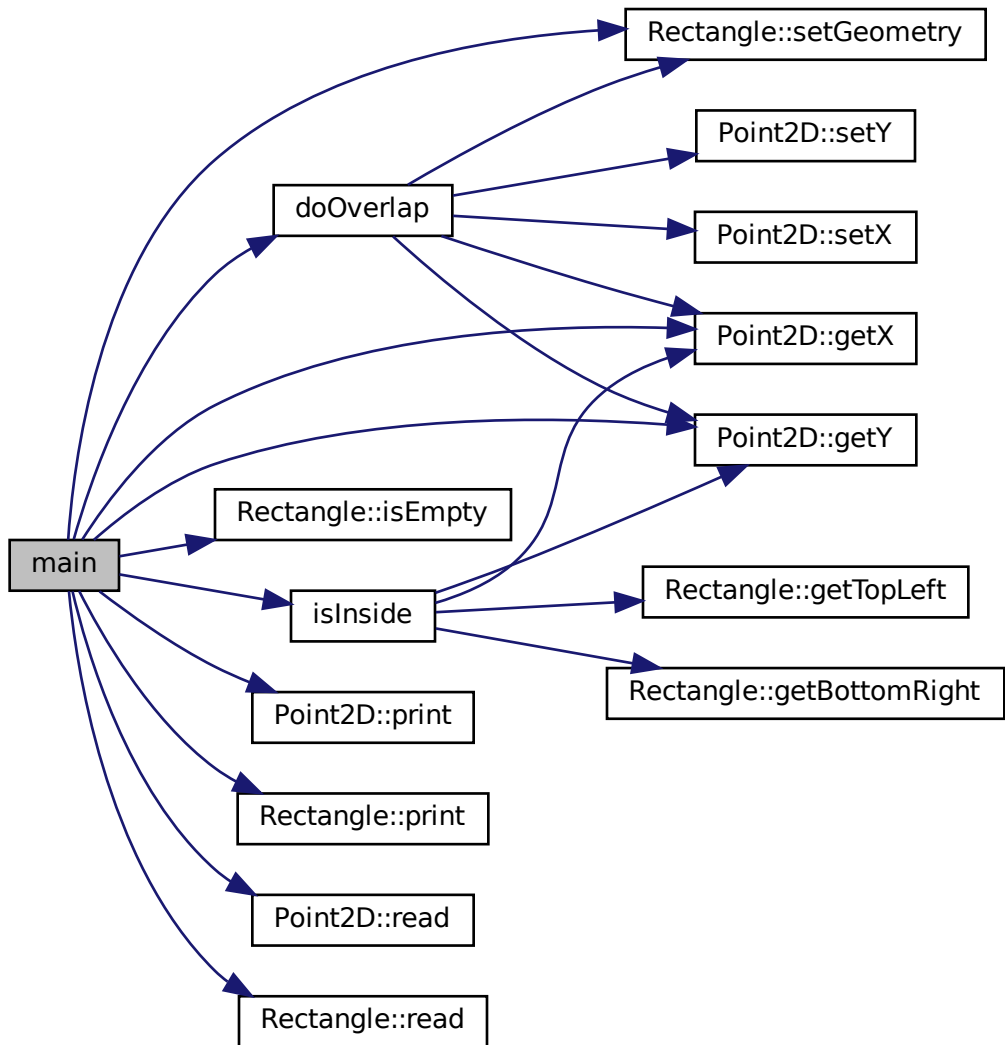 Rectangle::setGeometry
Point2D::setY
doOverlap
Point2D::setX
Point2D::getX
Point2D::getY
Rectangle::isEmpty
main
isInside
Rectangle::getTopLeft
Rectangle::getBottomRight
Point2D::print
Rectangle::print
Point2D::read
Rectangle::read